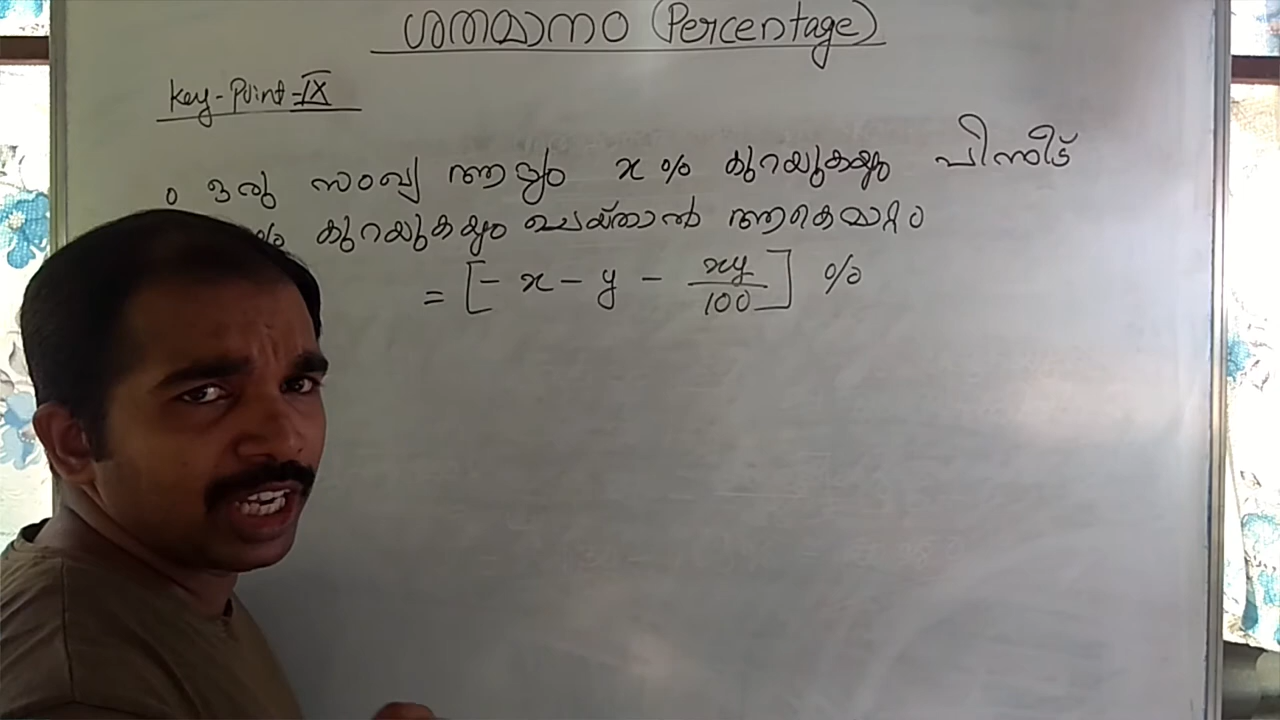 ശതമാനം (Percentage)
Key-Point-IX
ഒരു സംഖ്യ ആദ്യം x% കുറയുകയും പിന്നീട്
% കുറയുകയും ചെയ്താൽ ആകെമാറ്റം
= [- x - y - xy/100] %